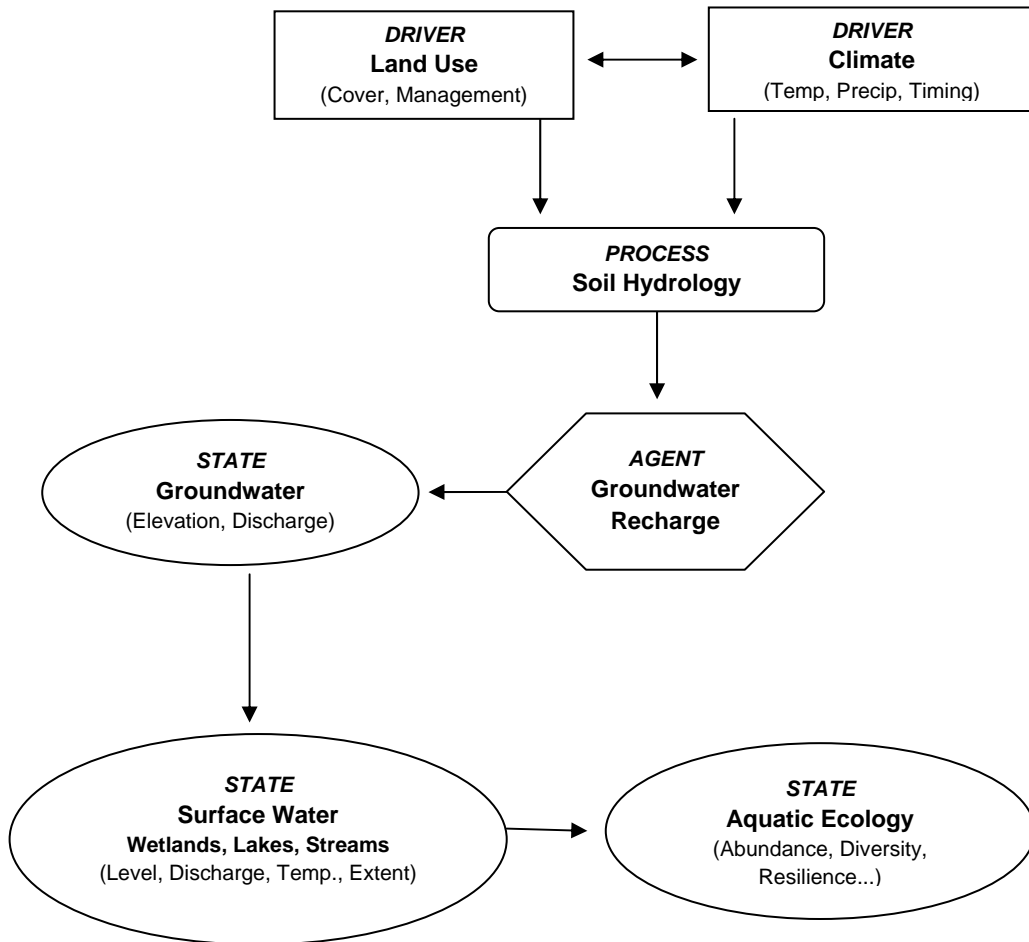 DRIVER
Land Use
(Cover, Management)
DRIVER
Climate
(Temp, Precip, Timing)
PROCESS
Soil Hydrology
AGENT
Groundwater
Recharge
STATE
Groundwater
(Elevation, Discharge)
STATE
Surface Water
Wetlands, Lakes, Streams
(Level, Discharge, Temp., Extent)
STATE
Aquatic Ecology
(Abundance, Diversity,
Resilience...)